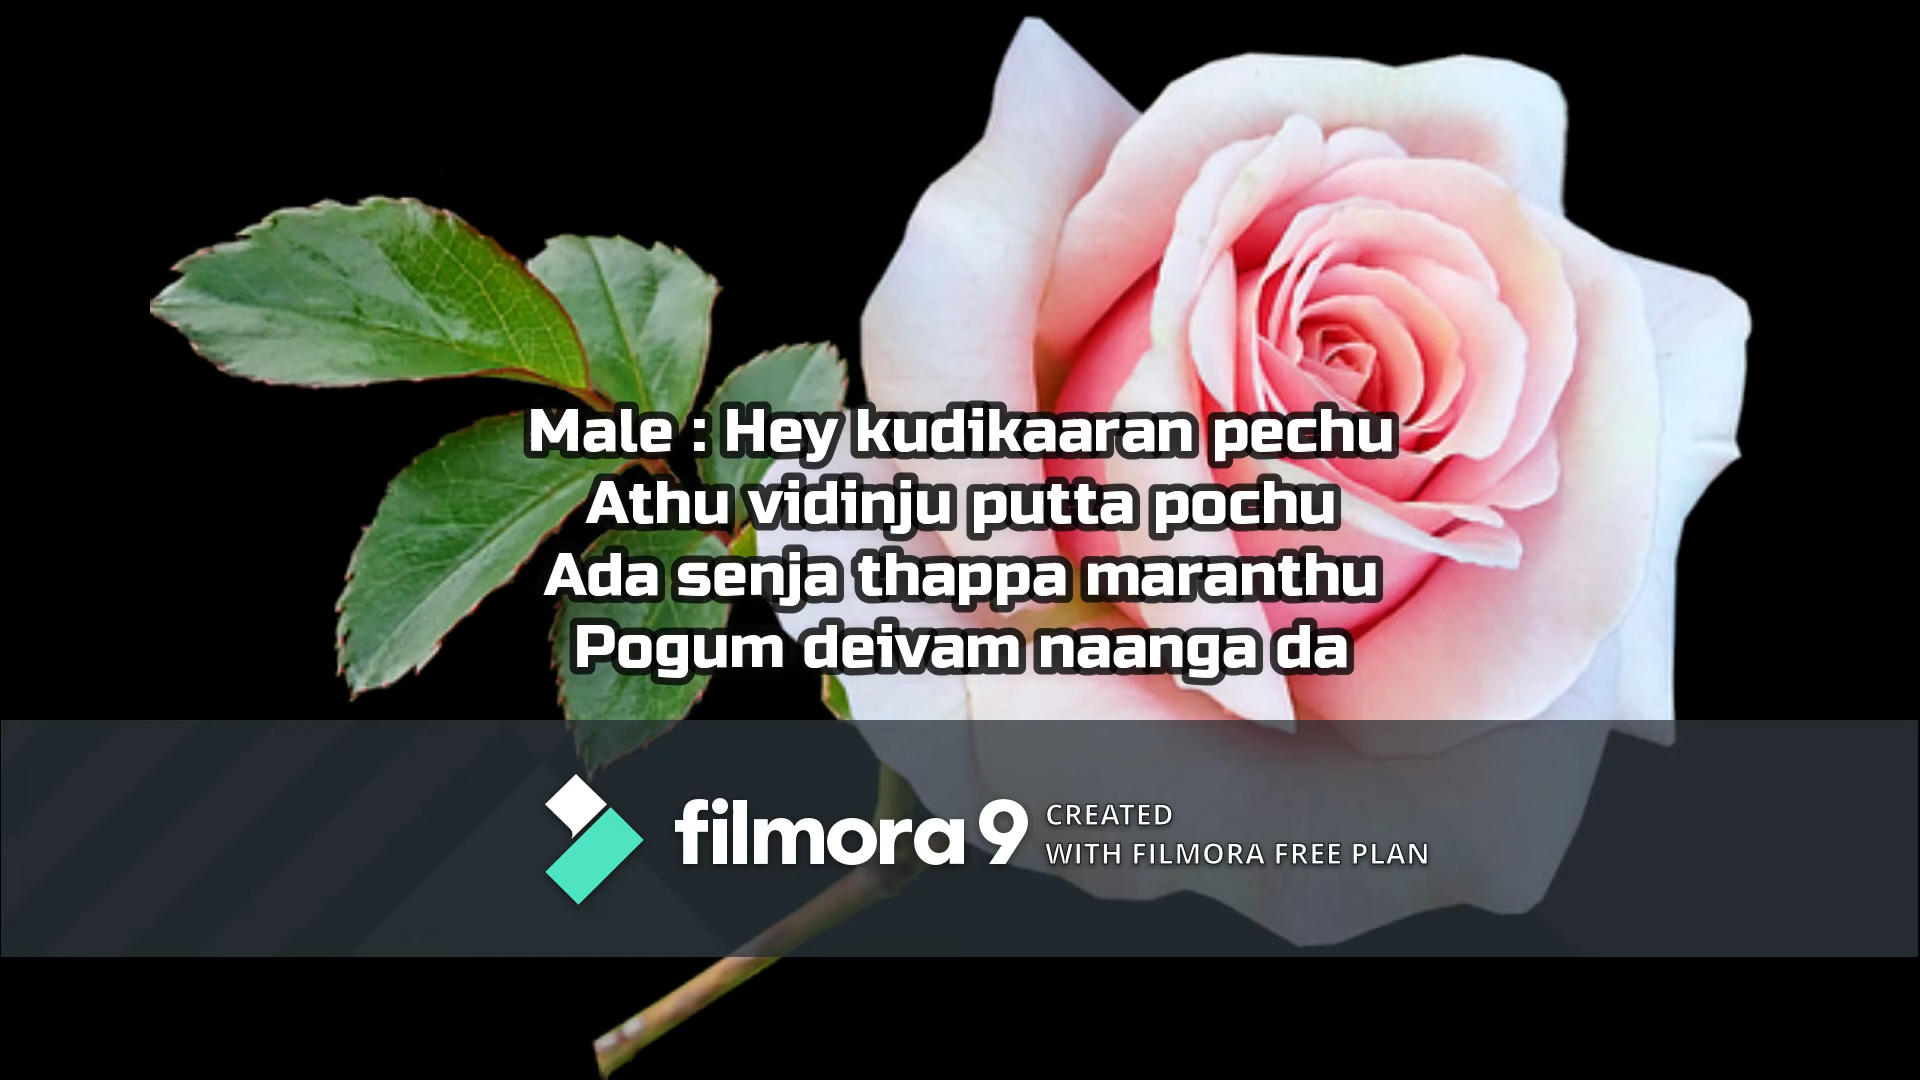 Male : Hey kudikaaran pechu
Athu vidinju putta pochu
Ada senja thappa maranthu
Pogum deivam naanga da
filmora 9 CREATED
WITH FILMORA FREE PLAN